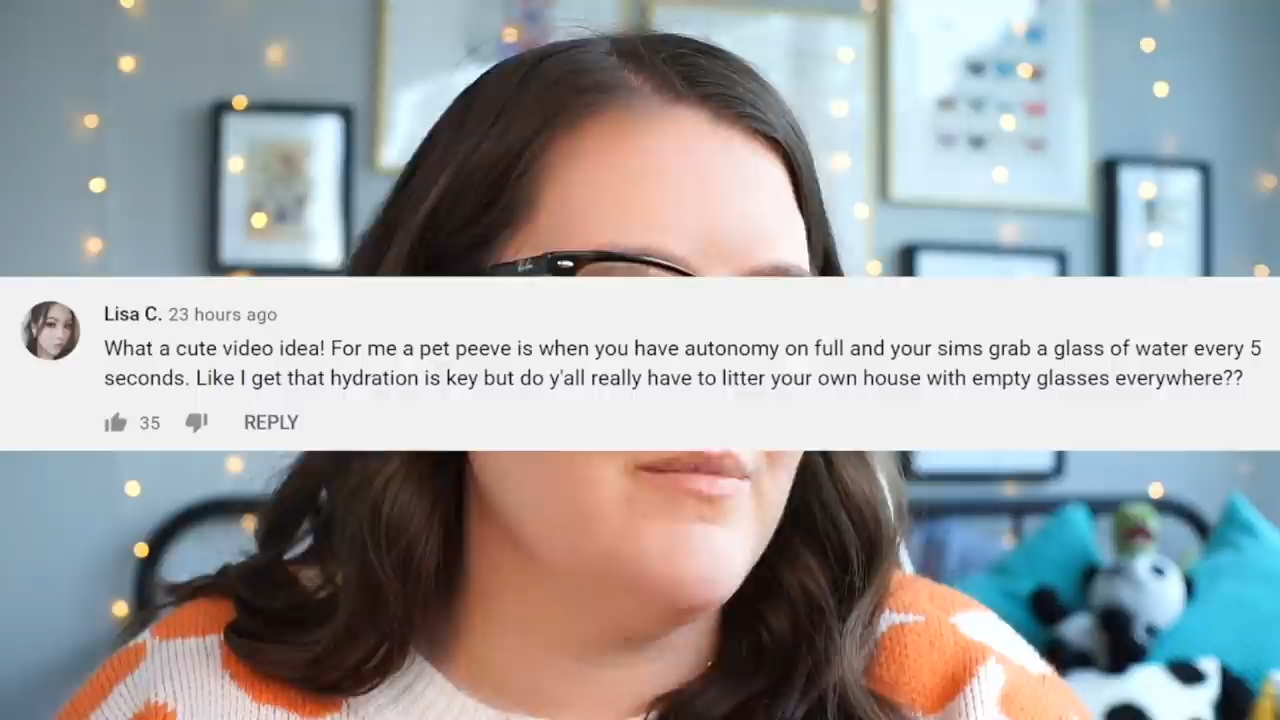 Lisa C. 23 hours ago
What a cute video idea! For me a pet peeve is when you have autonomy on full and your sims grab a glass of water every 5
seconds. Like I get that hydration is key but do y'all really have to litter your own house with empty glasses everywhere??
35 REPLY